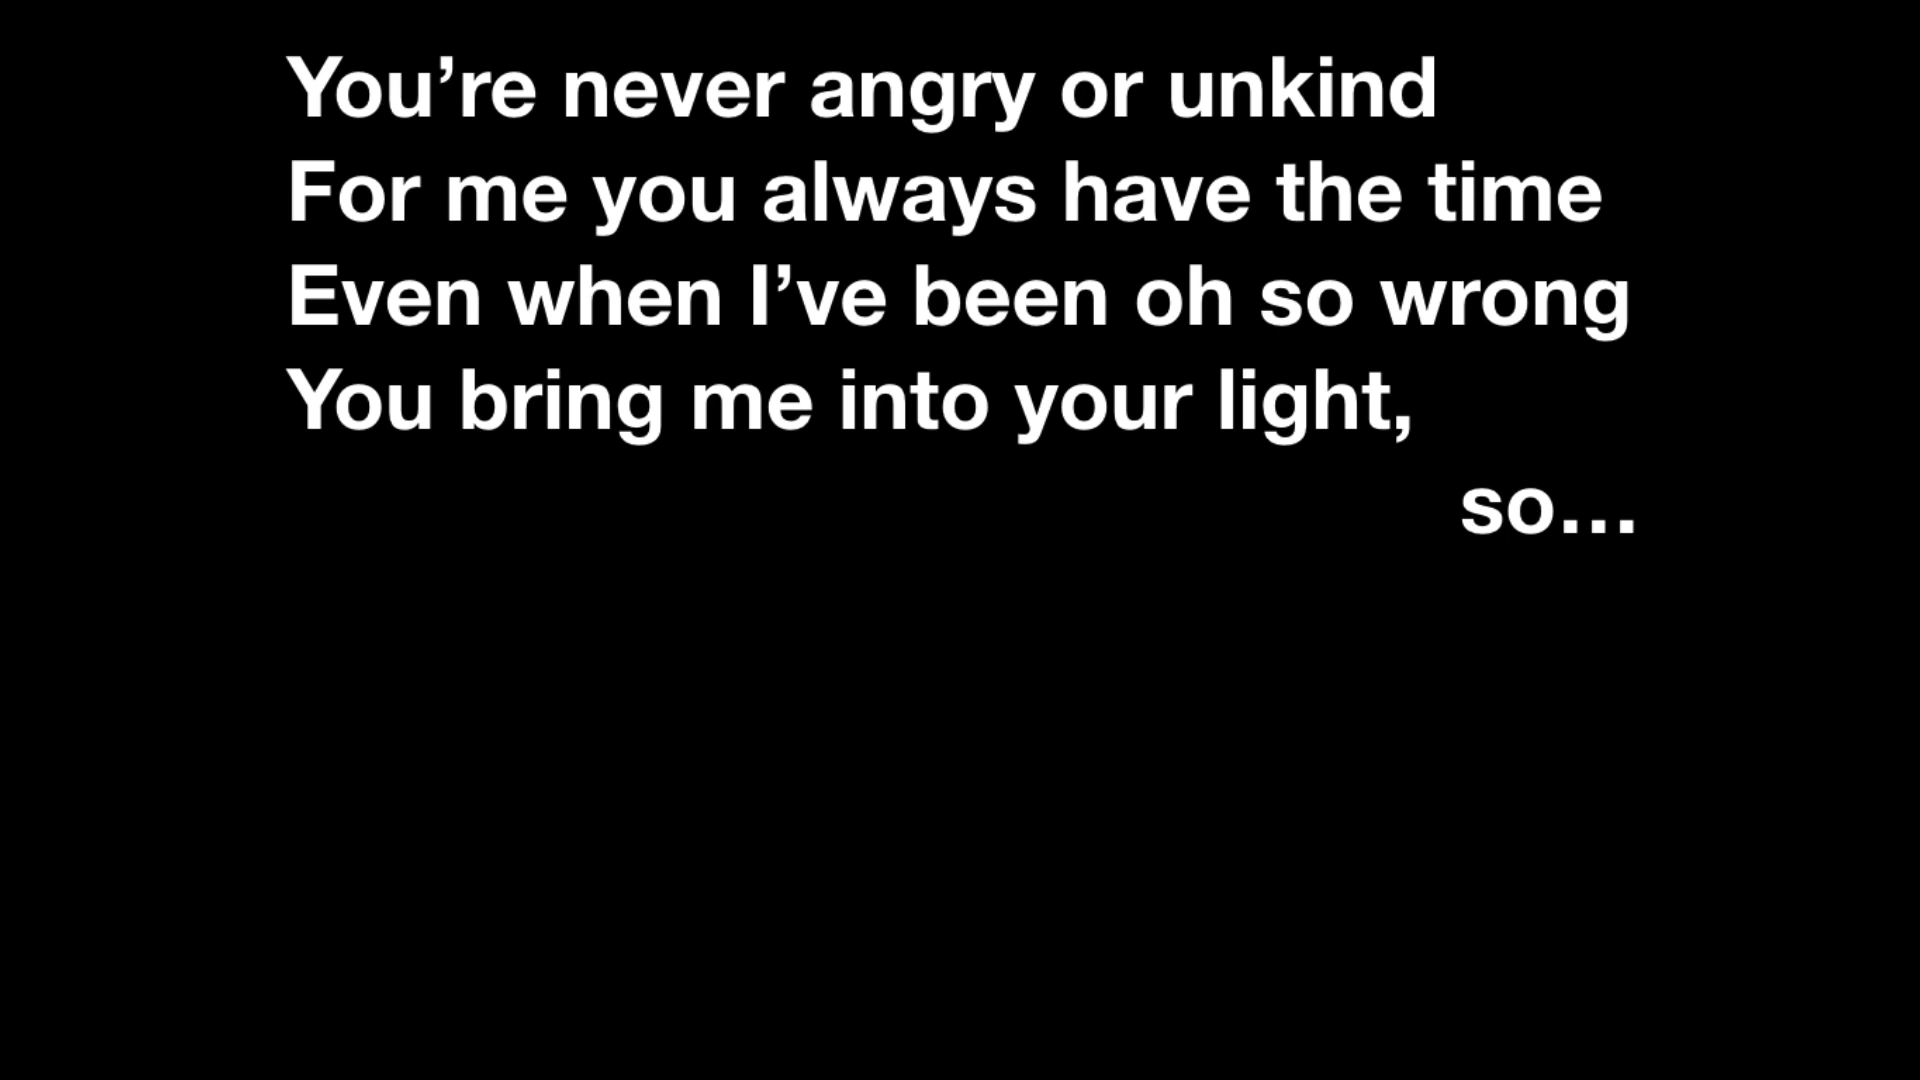 You’re never angry or unkind
For me you always have the time
Even when I’ve been oh so wrong
You bring me into your light,
so…